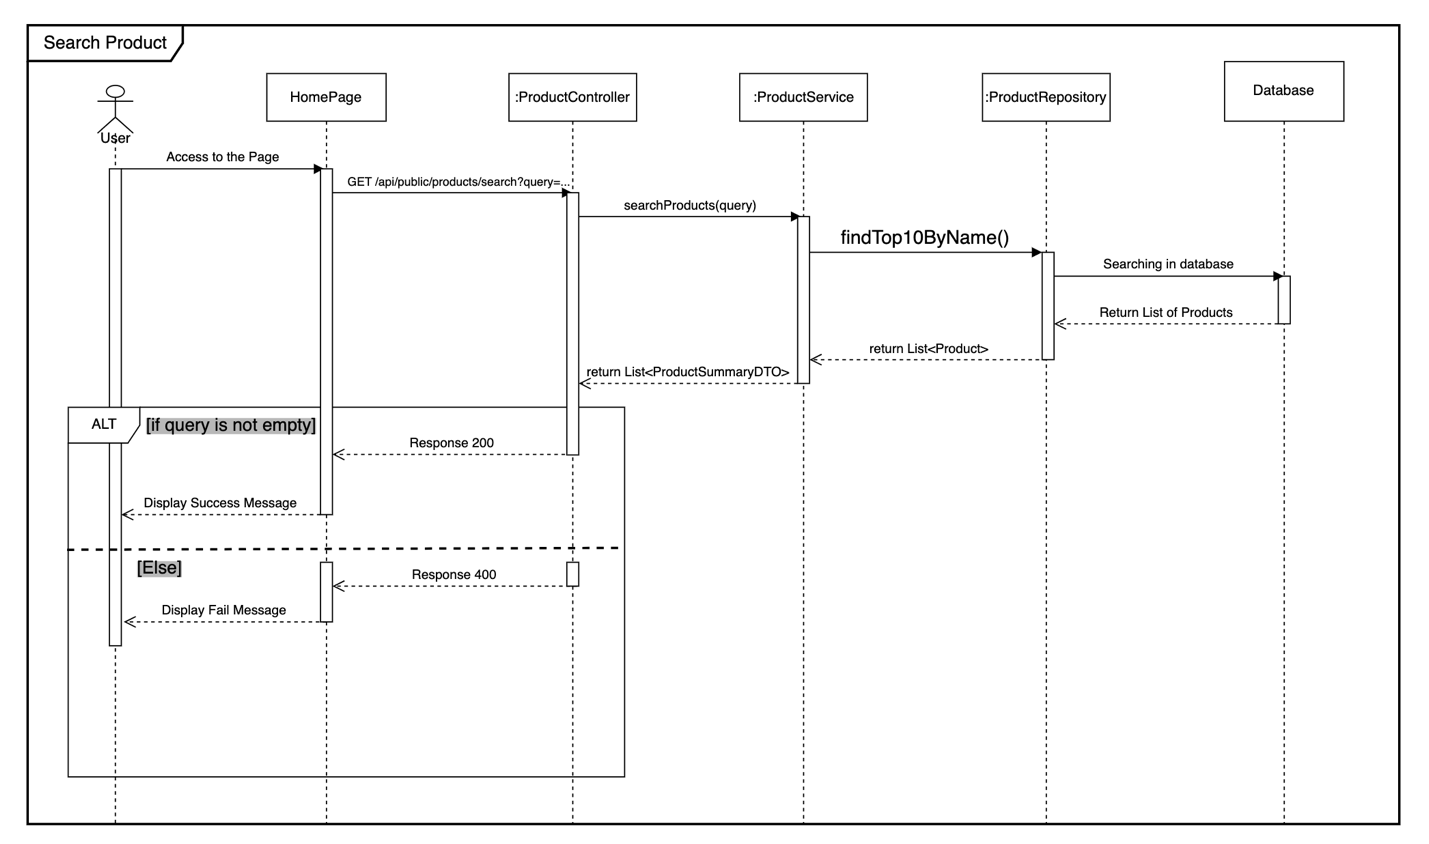 Search Product
User
HomePage
:ProductController
:ProductService
:ProductRepository
Database
Access to the Page
GET /api/public/products/search?query=...
searchProducts(query)
findTop10ByName()
Searching in database
Return List of Products
return List<Product>
return List<ProductSummaryDTO>
ALT
[if query is not empty]
Response 200
Display Success Message
[Else]
Response 400
Display Fail Message